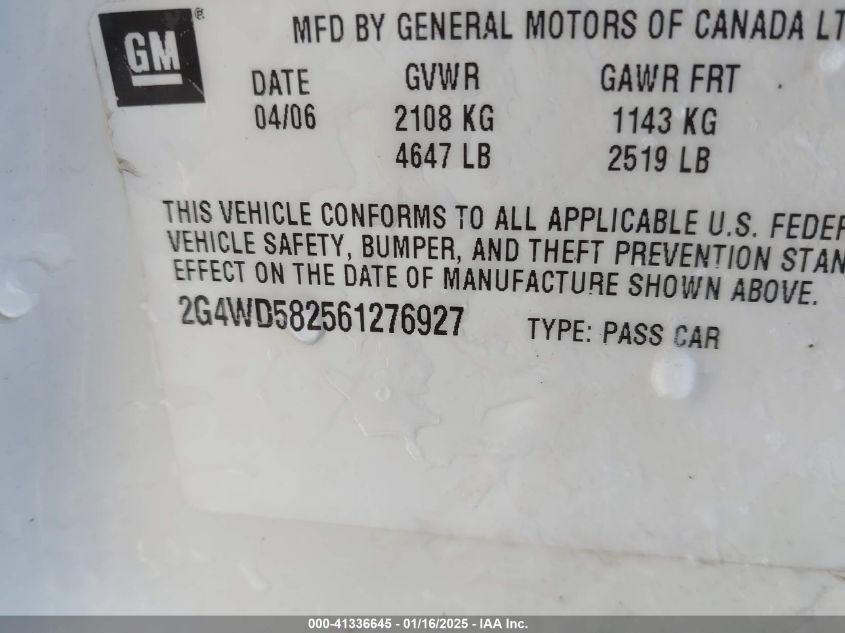 GM®
MFD BY GENERAL MOTORS OF CANADA LT
DATE GVWR GAWR FRT
04/06 2108 KG 1143 KG
4647 LB 2519 LB
THIS VEHICLE CONFORMS TO ALL APPLICABLE U.S. FEDER
VEHICLE SAFETY, BUMPER, AND THEFT PREVENTION STAN
EFFECT ON THE DATE OF MANUFACTURE SHOWN ABOVE.
2G4WD582561276927 TYPE: PASS CAR
000-41336645 - 01/16/2025 - IAA Inc.